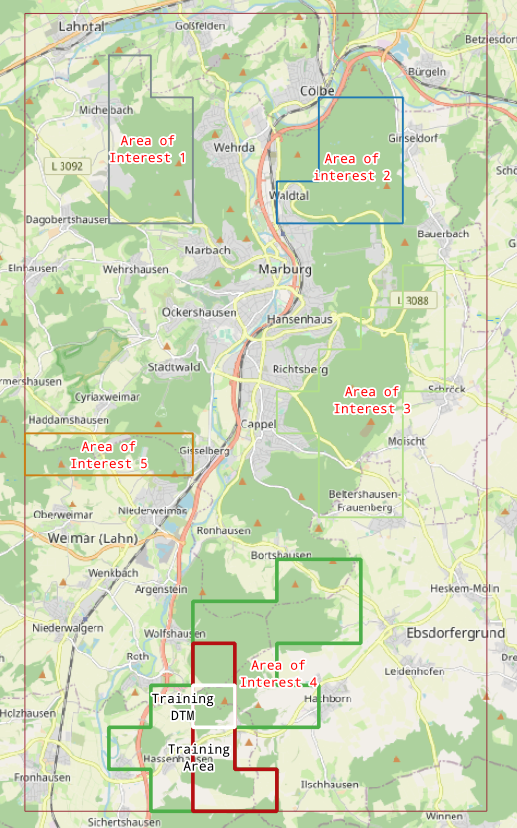 Lahntal
Goßfelden
Betziesdorf
Bürgeln
Cölbe
Michelbach
Area of
Interest 1
Wehrda
Ginseldorf
Area of
interest 2
L 3092
Waldtal
Dagobertshausen
Bauerbach
Marbach
Elnhausen
Wehrshausen
Marburg
L 3088
Ockershausen
Hansenhaus
Stadtwald
Richtsberg
rmershausen
Schröck
Cyriaxweimar
Area of
Interest 3
Haddamshausen
Cappel
Moischt
Area of
Interest 5
Gisselberg
Beltershausen-
Frauenberg
Oberweimar
Niederweimar
Ronhausen
Weimar (Lahn)
Bortshausen
Wenkbach
Argenstein
Heskem-Mölln
Niederwalgern
Wolfshausen
Ebsdorfergrund
Roth
Dre
Area of
Interest 4
Leidenhofen
Training
DTM
Hachborn
Holzhausen
Training
Area
Hassenhausen
Fronhausen
Ilschhausen
Sichertshausen
Winnen